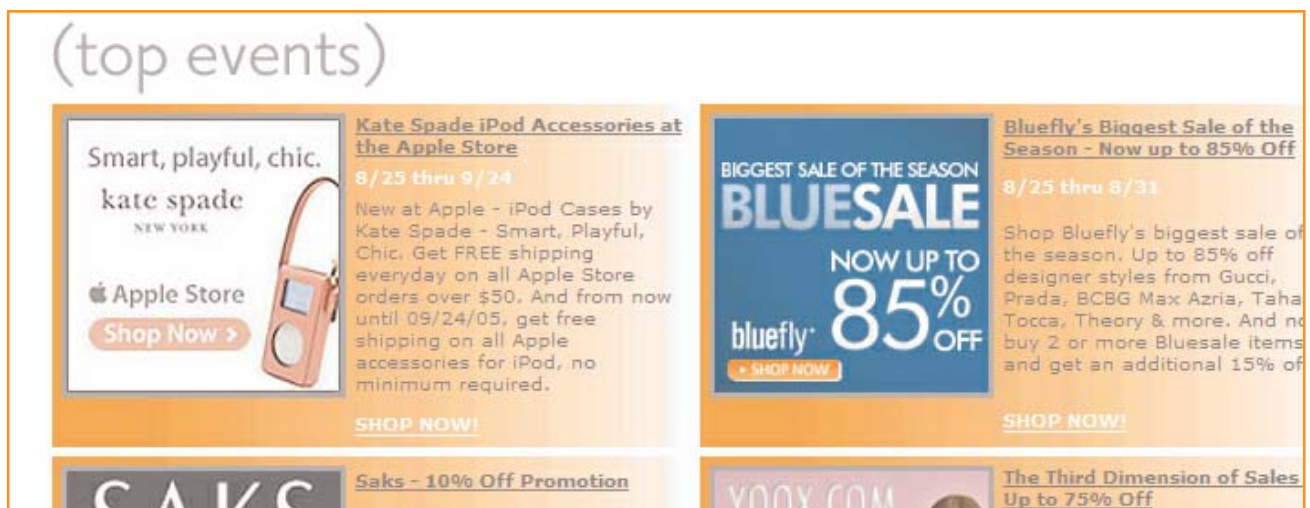 (top events)
Smart, playful, chic.
kate spade
NEW YORK
Apple Store
Shop Now >
Kate Spade iPod Accessories at
the Apple Store
8/25 thru 9/24
New at Apple - iPod Cases by
Kate Spade - Smart, Playful,
Chic. Get FREE shipping
everyday on all Apple Store
orders over $50. And from now
until 09/24/05, get free
shipping on all Apple
accessories for iPod, no
minimum required.
SHOP NOW!
BIGGEST SALE OF THE SEASON
BLUESALE
NOW UP TO
85%
OFF
bluefly
SHOP NOW
Bluefly's Biggest Sale of the
Season - Now up to 85% Off
8/25 thru 8/31
Shop Bluefly's biggest sale of
the season. Up to 85% off
designer styles from Gucci,
Prada, BCBG Max Azria, Taha
Tocca, Theory & more. And
buy 2 or more Bluesale items
and get an additional 15% of
SHOP NOW!
SAKS
Saks - 10% Off Promotion
YOOX.COM
The Third Dimension of Sales
Up to 75% Off